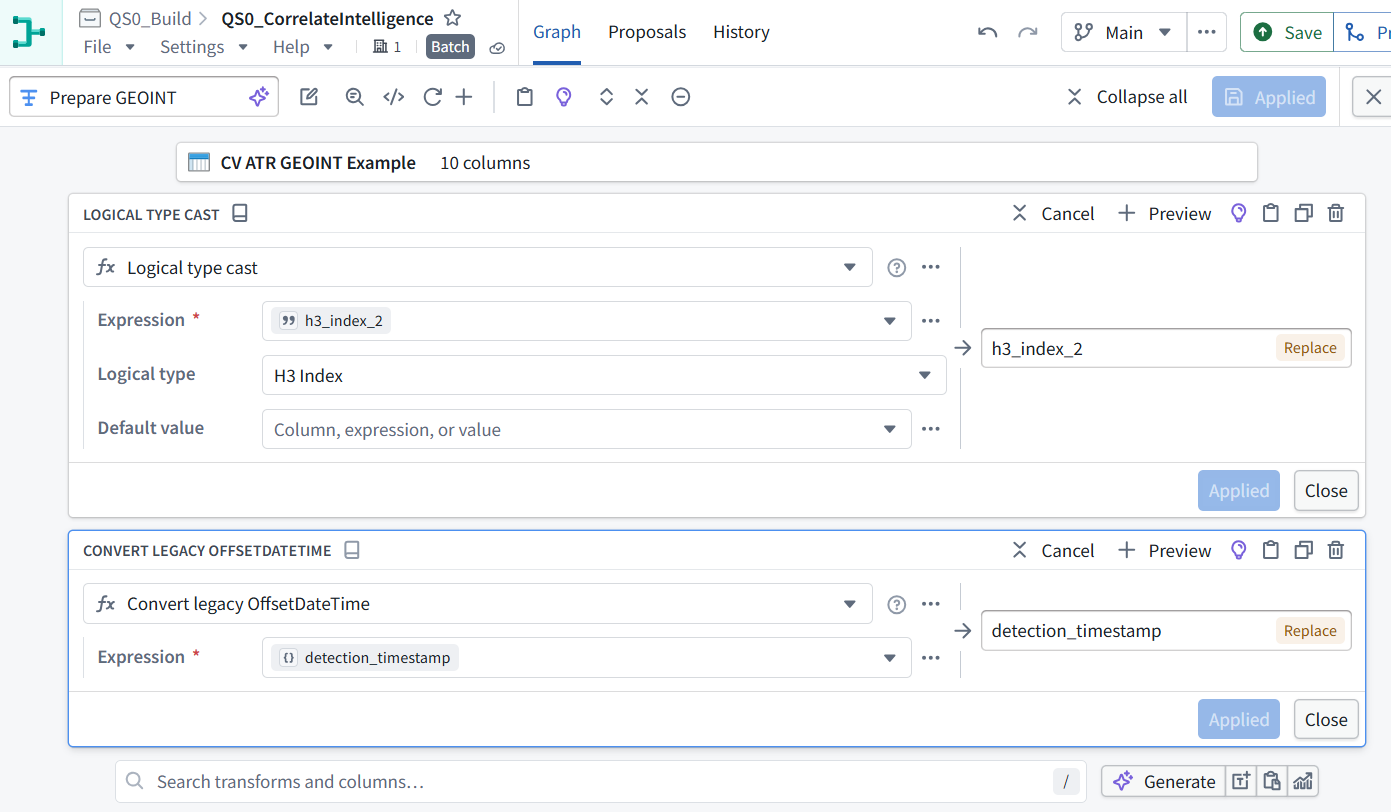 QS0_Build QS0_CorrelateIntelligence
File Settings Help 1 Batch
Graph Proposals History
Main Save
Prepare GEOINT
Collapse all Applied
CV ATR GEOINT Example 10 columns
LOGICAL TYPE CAST Cancel Preview
fx Logical type cast
Expression * h3_index_2
h3_index_2 Replace
Logical type H3 Index
Default value Column, expression, or value
Applied Close
CONVERT LEGACY OFFSETDATETIME Cancel Preview
fx Convert legacy OffsetDateTime
detection_timestamp Replace
Expression * {} detection_timestamp
Applied Close
Search transforms and columns… / Generate